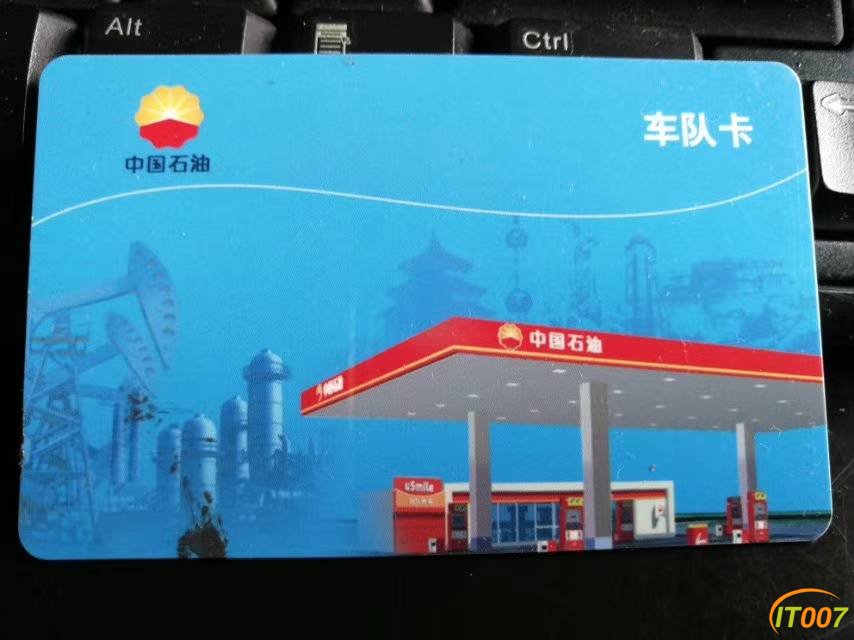 Alt
Ctrl
中国石油
车队卡
中国石油
uSmile
IT007